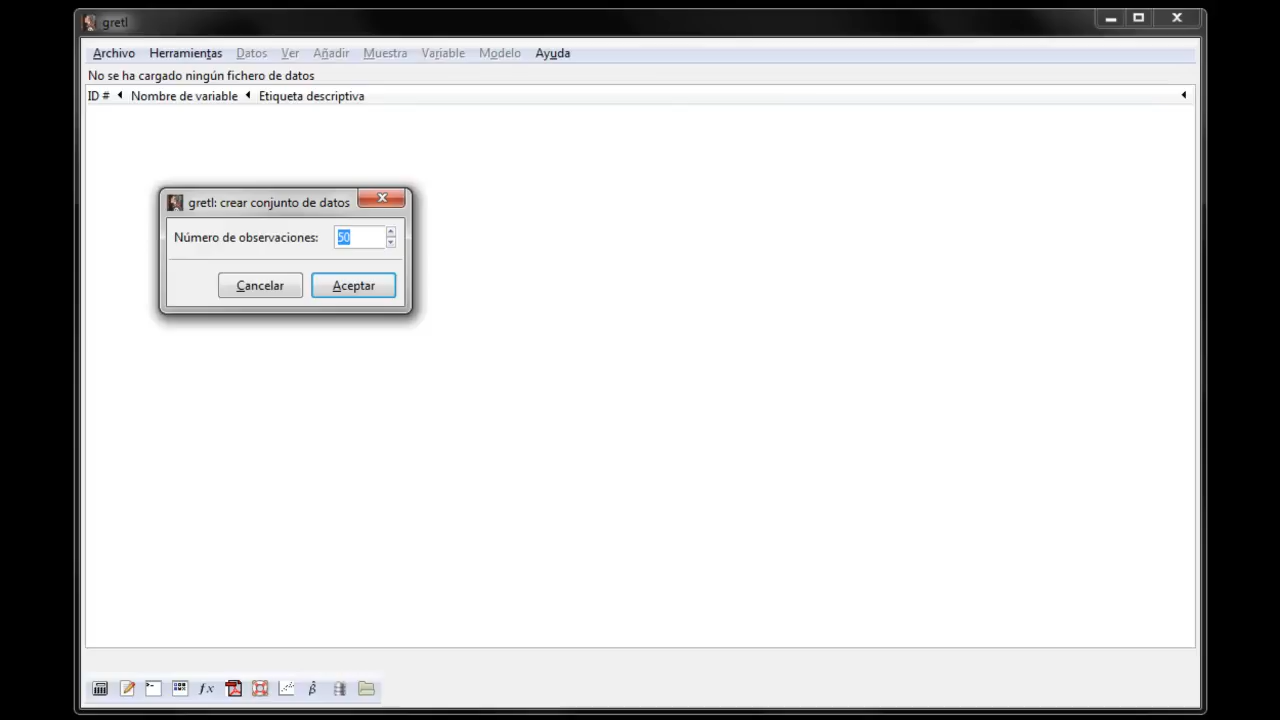 gretl
Archivo Herramientas Datos Ver Añadir Muestra Variable Modelo Ayuda
No se ha cargado ningún fichero de datos
ID # Nombre de variable Etiqueta descriptiva
gretl: crear conjunto de datos
Número de observaciones: 50
Cancelar Aceptar
fx β̂